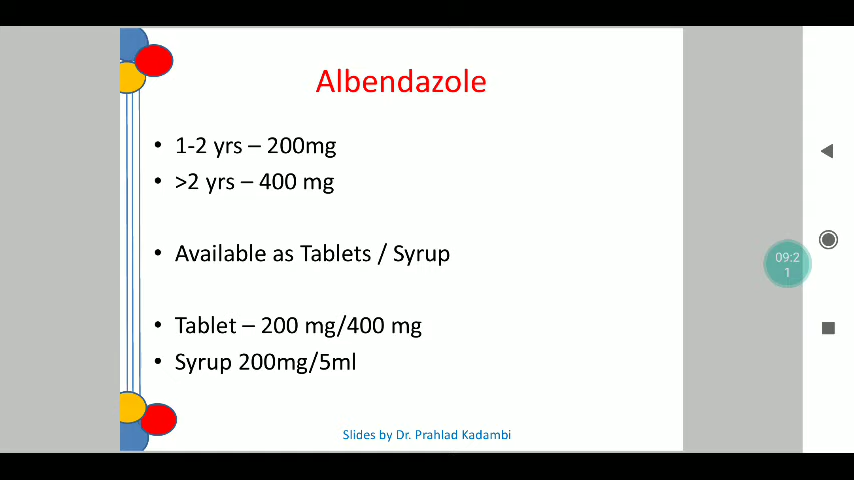 Albendazole
• 1-2 yrs – 200mg
• >2 yrs – 400 mg
• Available as Tablets / Syrup
• Tablet – 200 mg/400 mg
• Syrup 200mg/5ml
Slides by Dr. Prahlad Kadambi
09:2
1